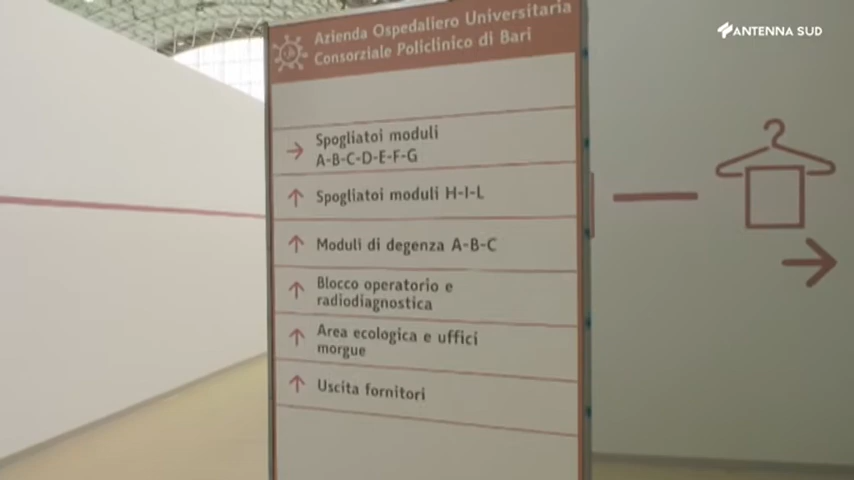 ANTENNA SUD
Azienda Ospedaliero Universitaria
Consorziale Policlinico di Bari
Spogliatoi moduli
A-B-C-D-E-F-G
Spogliatoi moduli H-I-L
Moduli di degenza A-B-C
Blocco operatorio e
radiodiagnostica
Area ecologica e uffici
morgue
Uscita fornitori